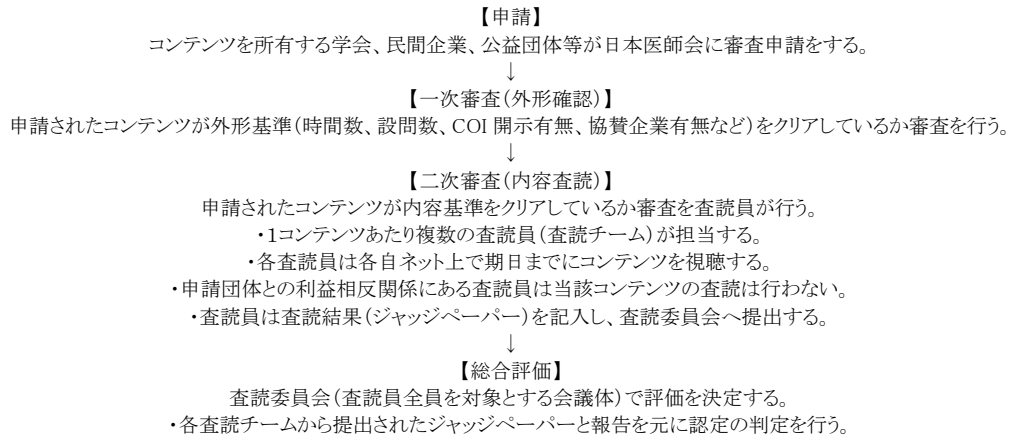 【申請】
コンテンツを所有する学会、民間企業、公益団体等が日本医師会に審査申請をする。
↓
【一次審査(外形確認)】
申請されたコンテンツが外形基準(時間数、設問数、COI 開示有無、協賛企業有無など)をクリアしているか審査を行う。
↓
【二次審査(内容査読)】
申請されたコンテンツが内容基準をクリアしているか審査を査読員が行う。
・1コンテンツあたり複数の査読員(査読チーム)が担当する。
・各査読員は各自ネット上で期日までにコンテンツを視聴する。
・申請団体との利益相反関係にある査読員は当該コンテンツの査読は行わない。
・査読員は査読結果(ジャッジペーパー)を記入し、査読委員会へ提出する。
↓
【総合評価】
査読委員会(査読員全員を対象とする会議体)で評価を決定する。
・各査読チームから提出されたジャッジペーパーと報告を元に認定の判定を行う。